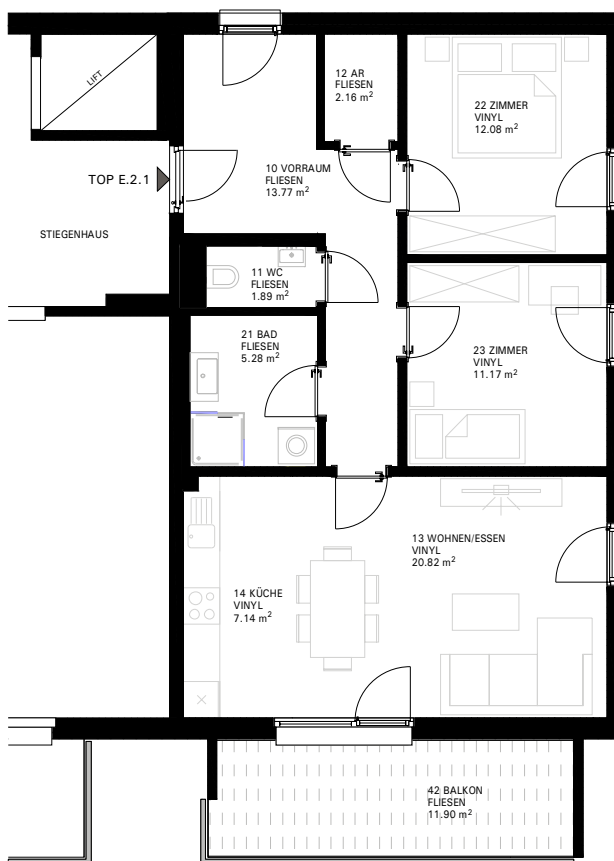 LIFT
12 AR
FLIESEN
2.16 m²
22 ZIMMER
VINYL
12.08 m²
TOP E.2.1
10 VORRAUM
FLIESEN
13.77 m²
STIEGENHAUS
11 WC
FLIESEN
1.89 m²
21 BAD
FLIESEN
5.28 m²
23 ZIMMER
VINYL
11.17 m²
13 WOHNEN/ESSEN
VINYL
20.82 m²
14 KÜCHE
VINYL
7.14 m²
42 BALKON
FLIESEN
11.90 m²